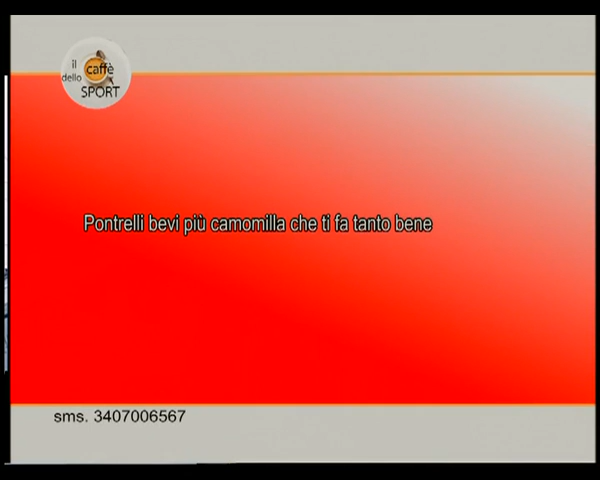 il caffè
dello
SPORT
Pontrelli bevi più camomilla che ti fa tanto bene
sms. 3407006567